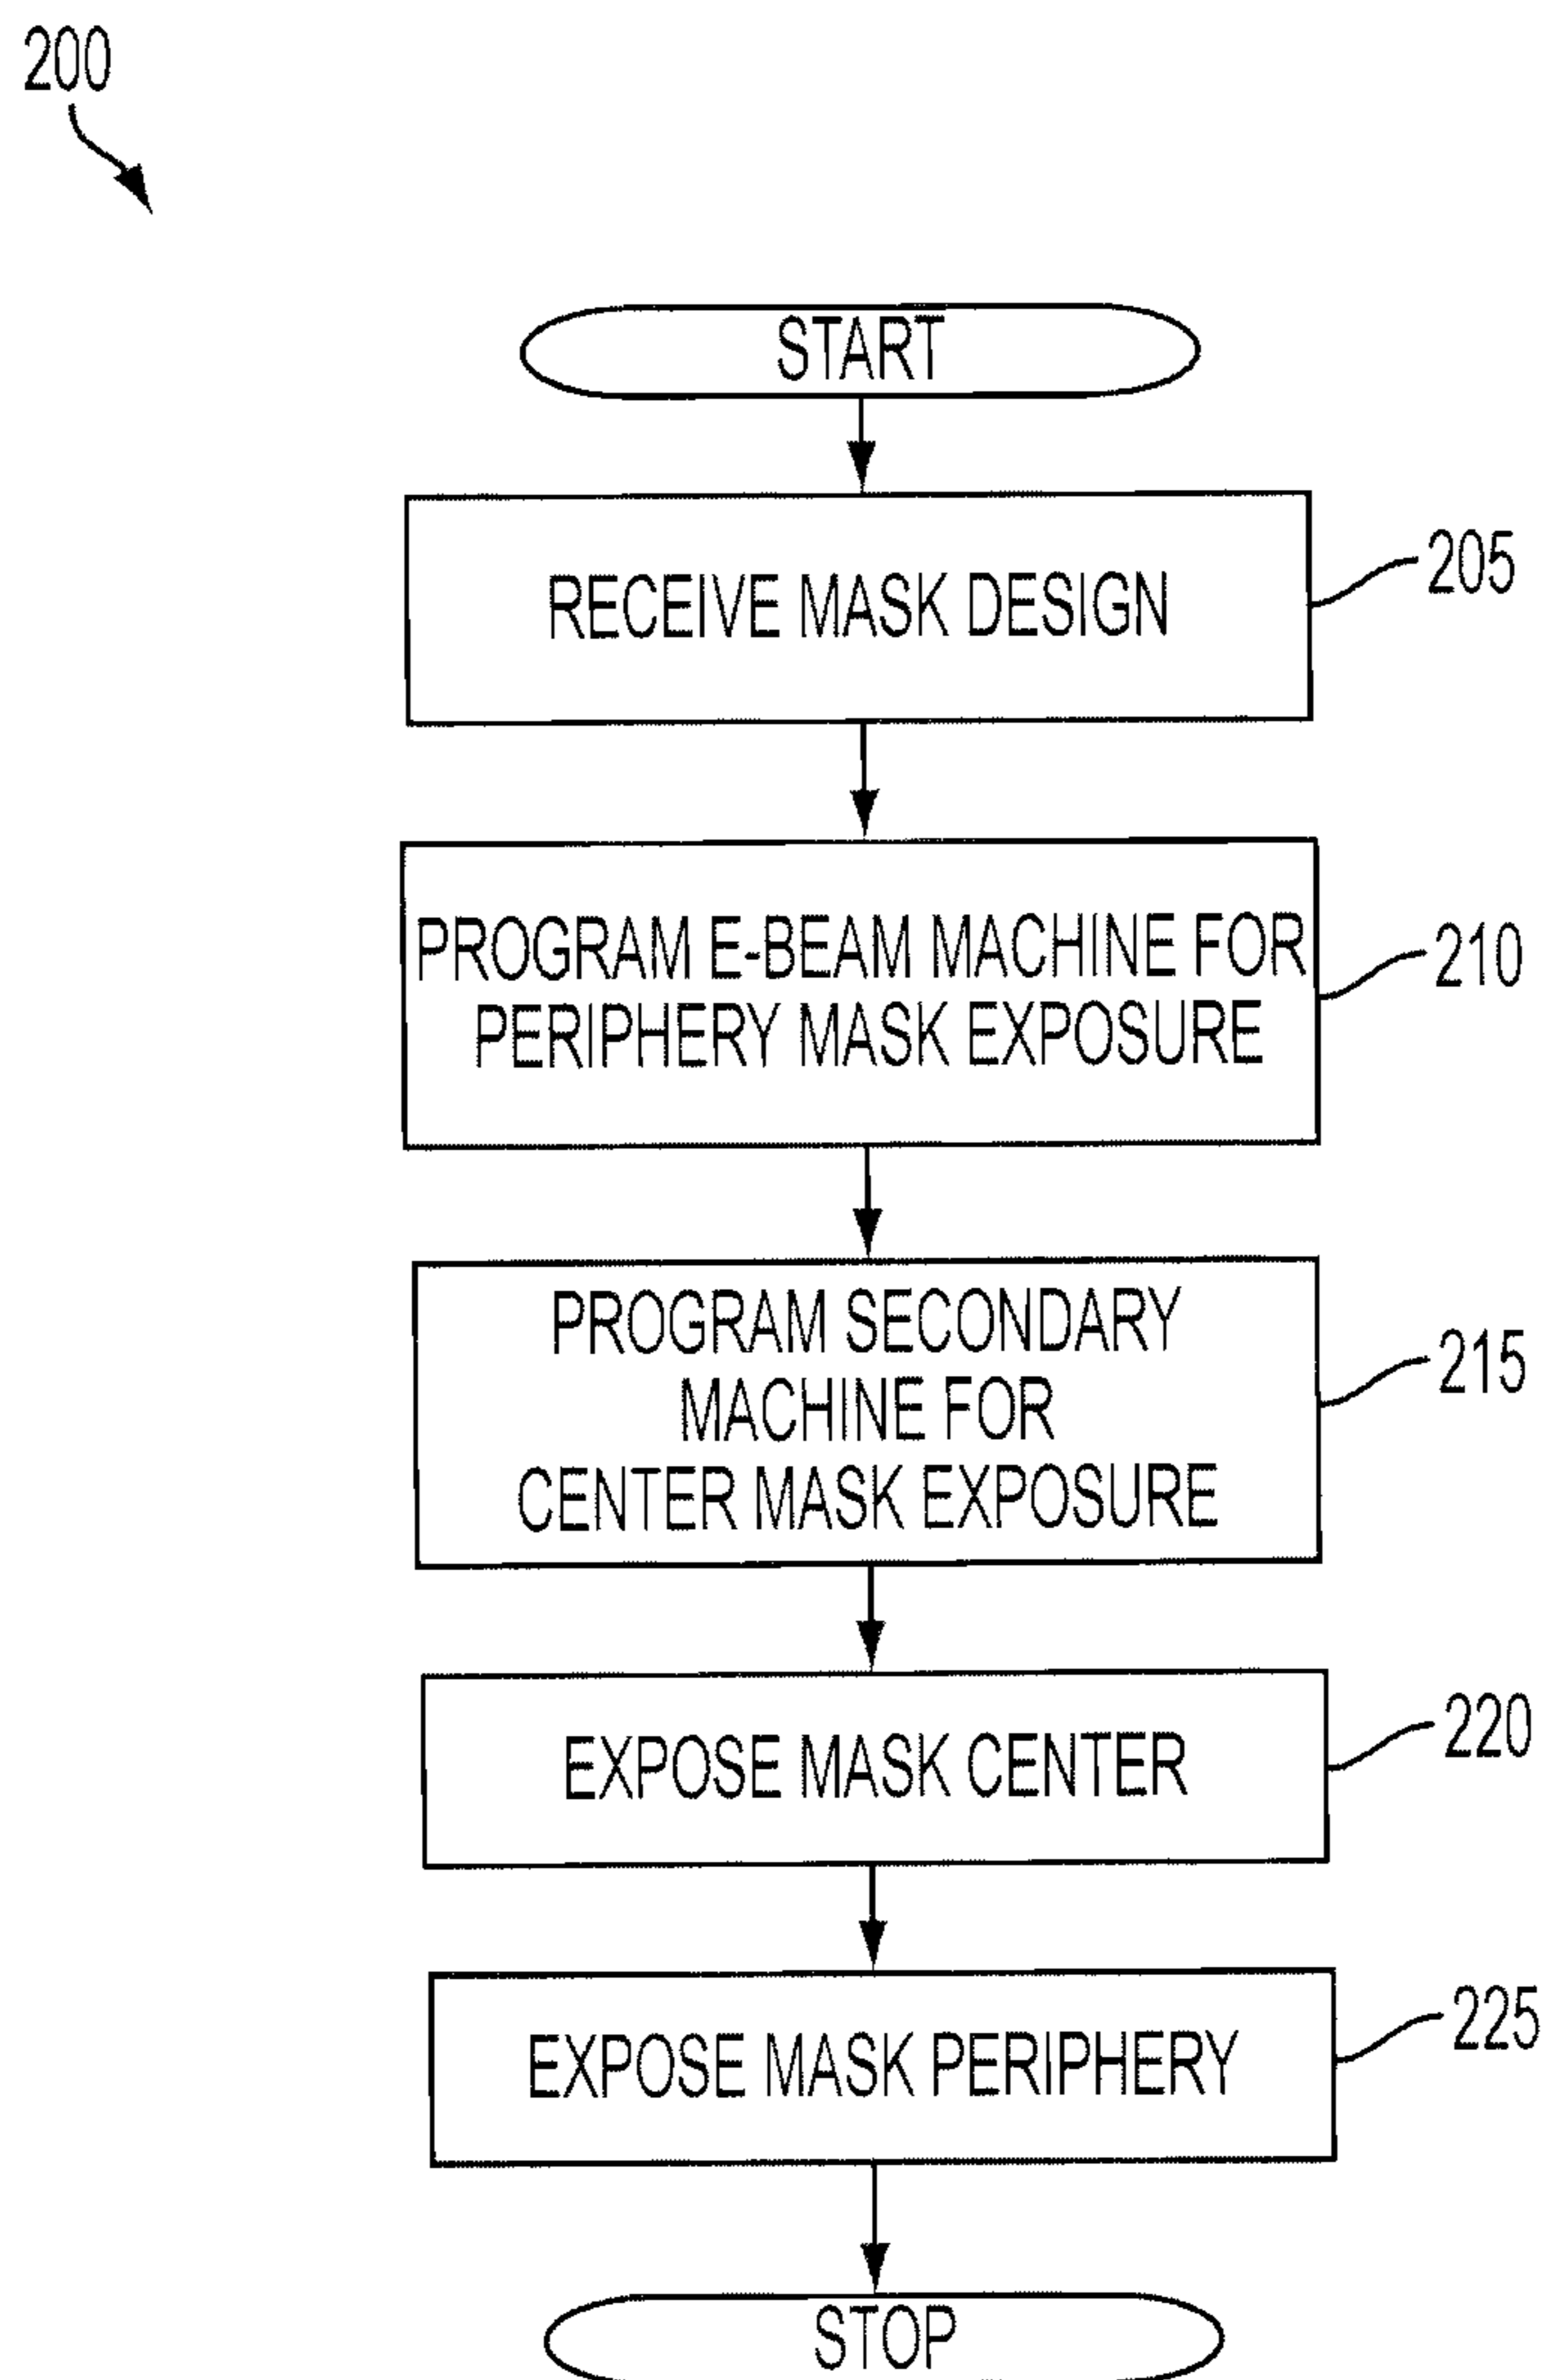 200
START
RECEIVE MASK DESIGN
205
PROGRAM E-BEAM MACHINE FOR
PERIPHERY MASK EXPOSURE
210
PROGRAM SECONDARY
MACHINE FOR
CENTER MASK EXPOSURE
215
EXPOSE MASK CENTER
220
EXPOSE MASK PERIPHERY
225
STOP